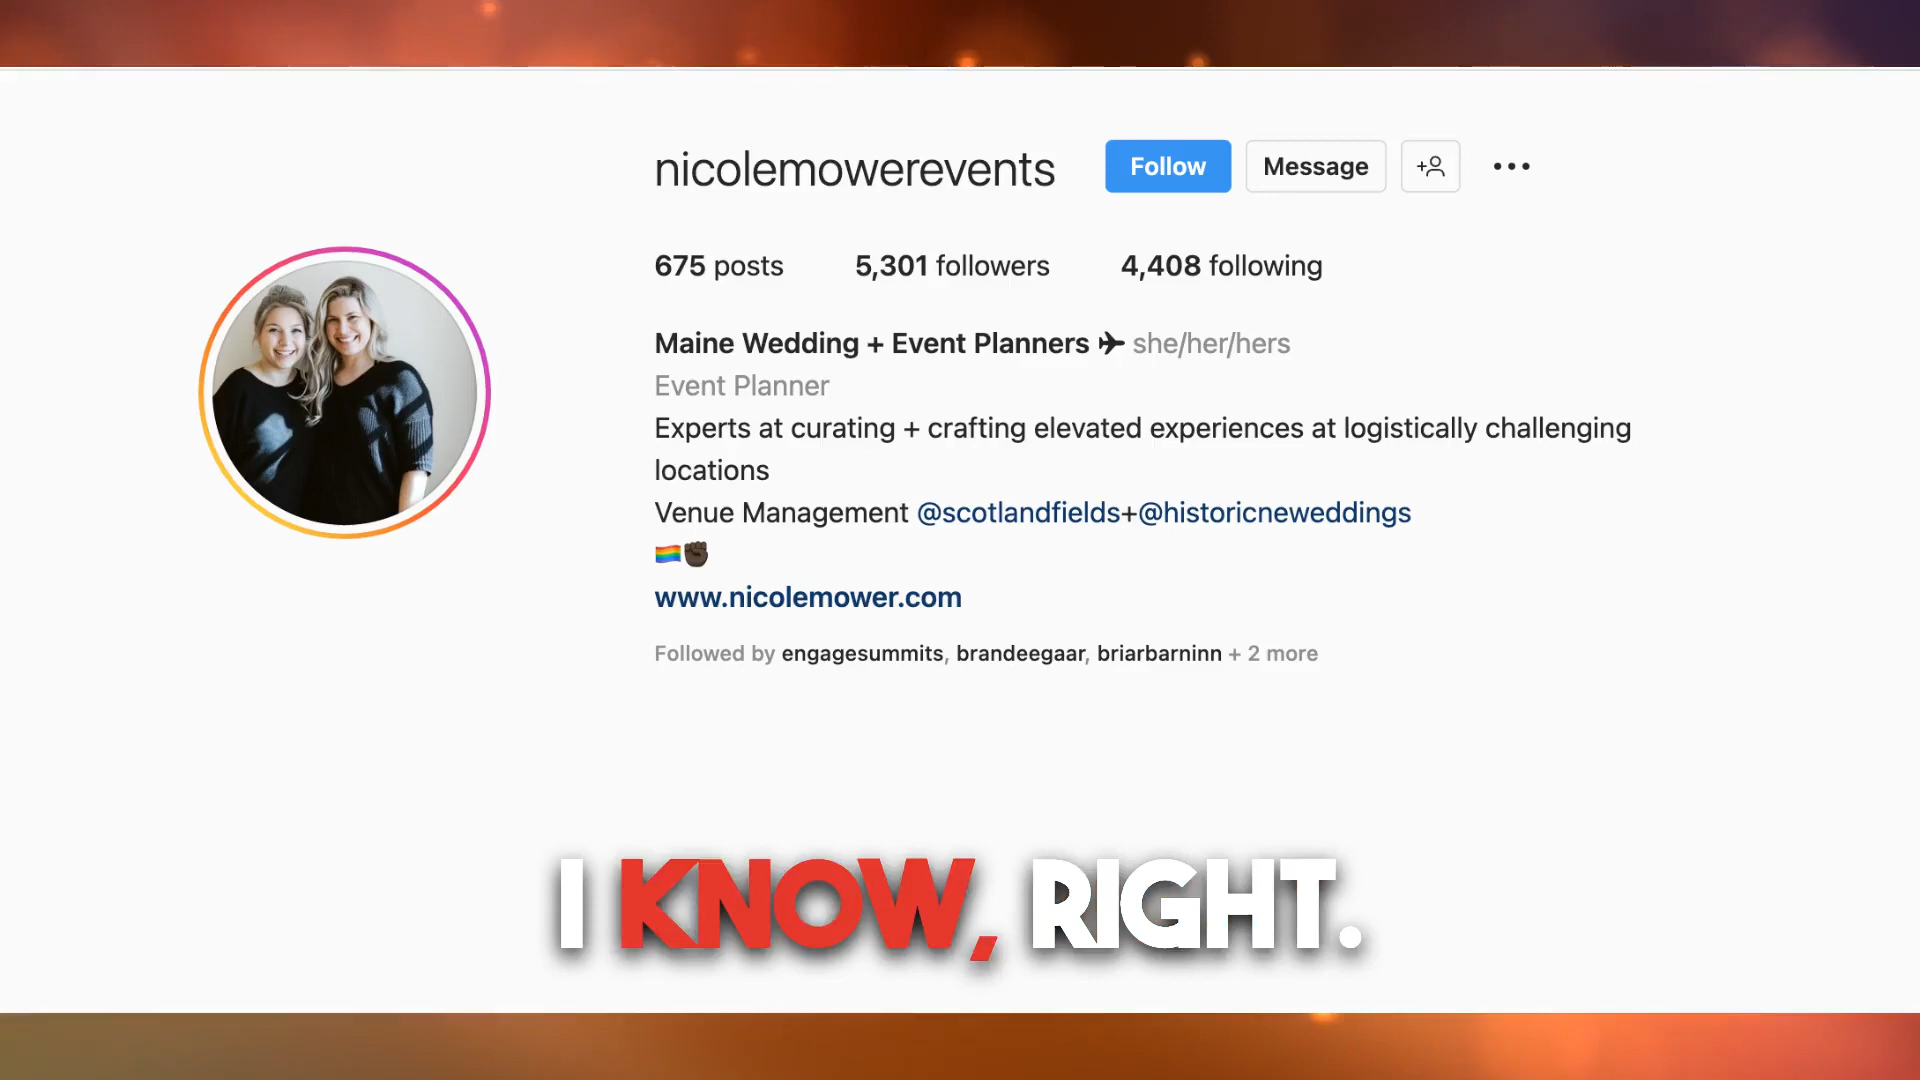 nicolemowerevents Follow Message
675 posts 5,301 followers 4,408 following
Maine Wedding + Event Planners ✈ she/her/hers
Event Planner
Experts at curating + crafting elevated experiences at logistically challenging
locations
Venue Management @scotlandfields+@historicneweddings
🏳️‍🌈✊🏿
www.nicolemower.com
Followed by engagesummits, brandeegaar, briarbarninn + 2 more
I KNOW, RIGHT.